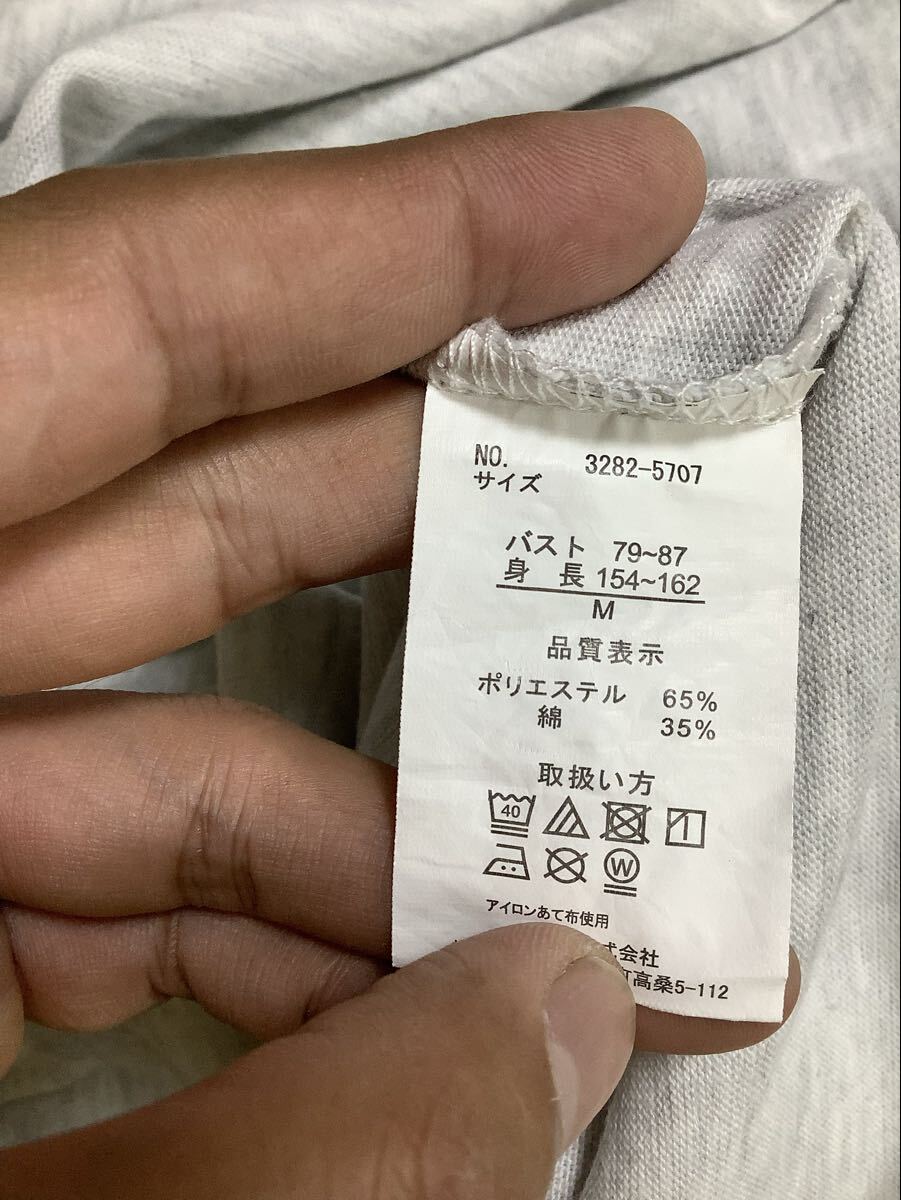 NO. 3282-5707
サイズ
バスト 79~87
身 長 154~162
M
品質表示
ポリエステル 65%
綿 35%
取扱い方
40
W
アイロンあて布使用
式会社
町高桑5-112